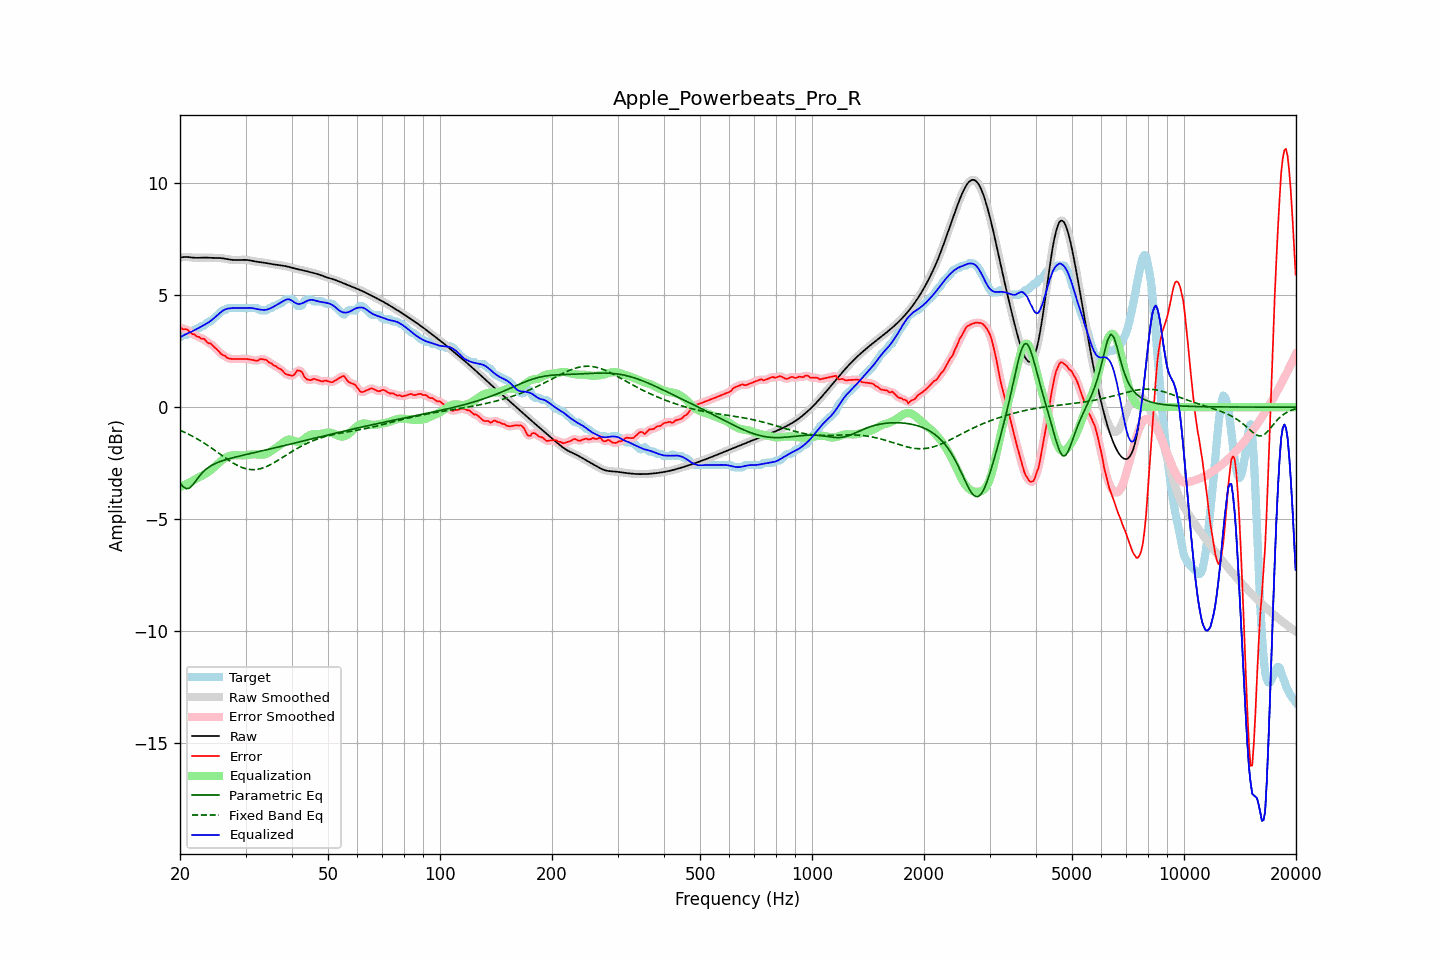 Apple_Powerbeats_Pro_R
Amplitude (dBr)
10
5
0
−5
−10
−15
Target
Raw Smoothed
Error Smoothed
Raw
Error
Equalization
Parametric Eq
Fixed Band Eq
Equalized
20 50 100 200 500 1000 2000 5000 10000 20000
Frequency (Hz)